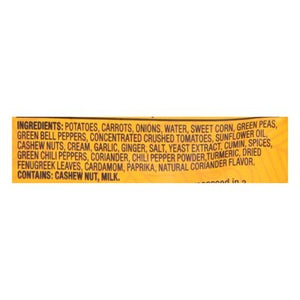 INGREDIENTS: POTATOES, CARROTS, ONIONS, WATER, SWEET CORN, GREEN PEAS,
GREEN BELL PEPPERS, CONCENTRATED CRUSHED TOMATOES, SUNFLOWER OIL,
CASHEW NUTS, CREAM, GARLIC, GINGER, SALT, YEAST EXTRACT. CUMIN, SPICES,
GREEN CHILI PEPPERS, CORIANDER, CHILI PEPPER POWDER,TURMERIC, DRIED
FENUGREEK LEAVES, CARDAMOM, PAPRIKA, NATURAL CORIANDER FLAVOR.
CONTAINS: CASHEW NUT, MILK.